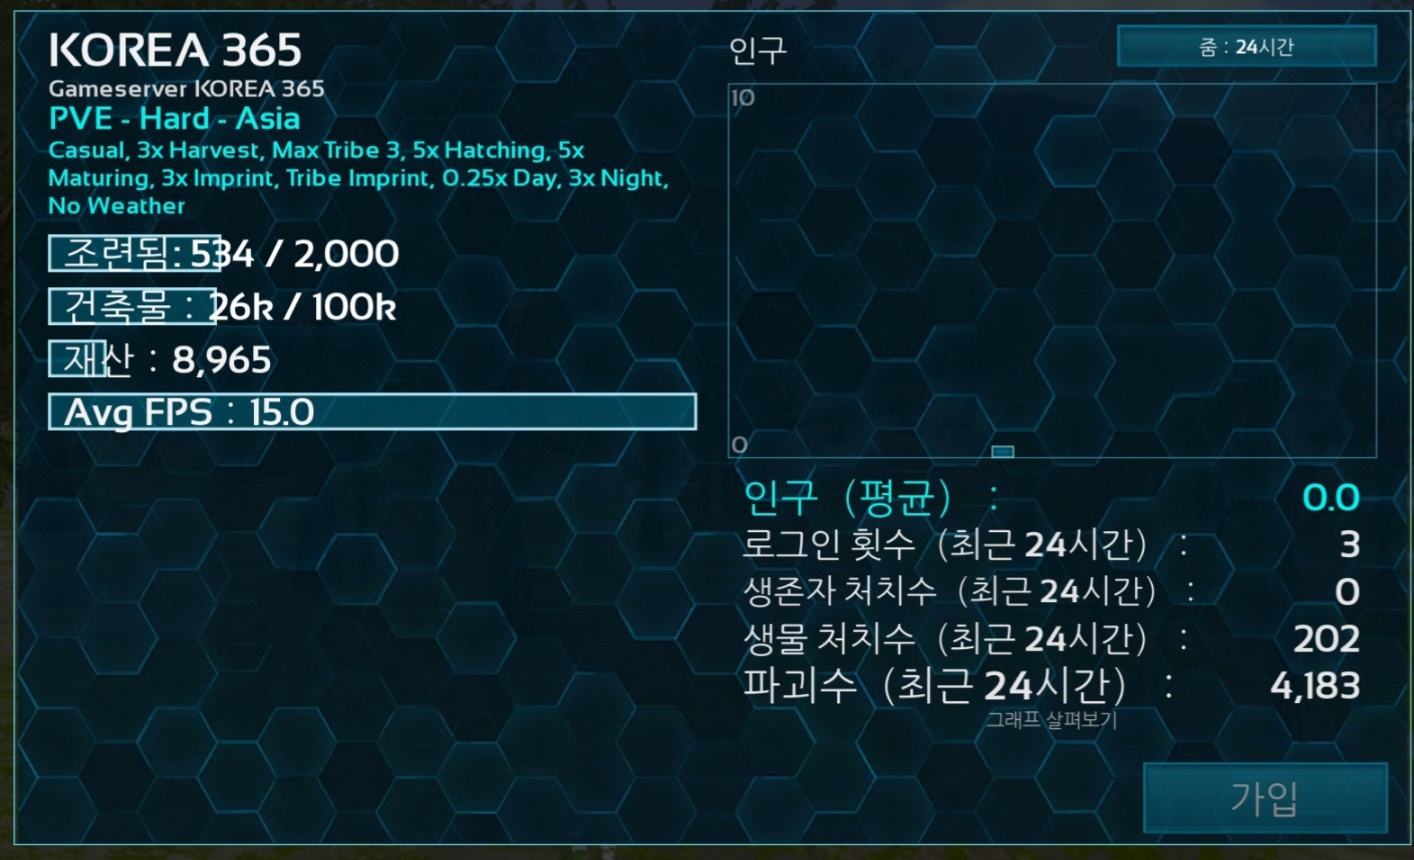 KOREA 365
Gameserver KOREA 365
PVE - Hard - Asia
Casual, 3x Harvest, Max Tribe 3, 5x Hatching, 5x
Maturing, 3x Imprint, Tribe Imprint, 0.25x Day, 3x Night,
No Weather
조련됨: 534 / 2,000
건축물 : 26k / 100k
재산 : 8,965
Avg FPS : 15.0
인구
줌 : 24시간
10
0
인구 (평균) : 0.0
로그인 횟수 (최근 24시간) : 3
생존자 처치수 (최근 24시간) : 0
생물 처치수 (최근 24시간) : 202
파괴수 (최근 24시간) : 4,183
그래프 살펴보기
가입